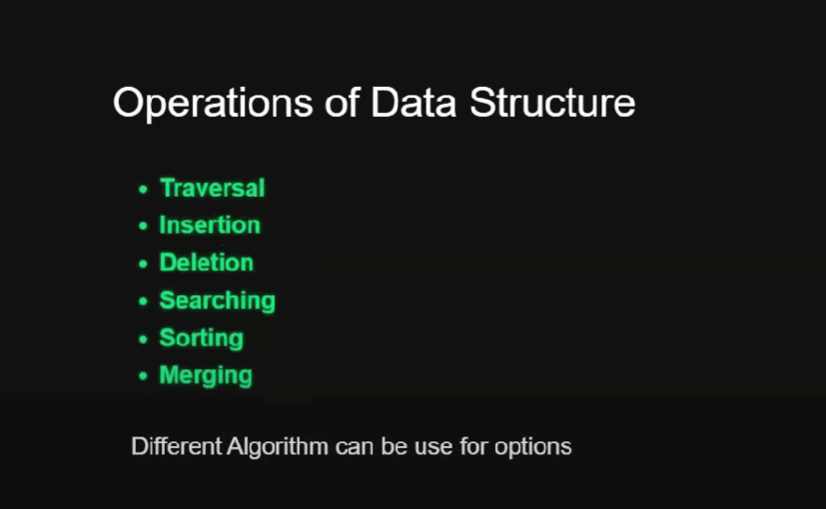 Operations of Data Structure
• Traversal
• Insertion
• Deletion
• Searching
• Sorting
• Merging
Different Algorithm can be use for options